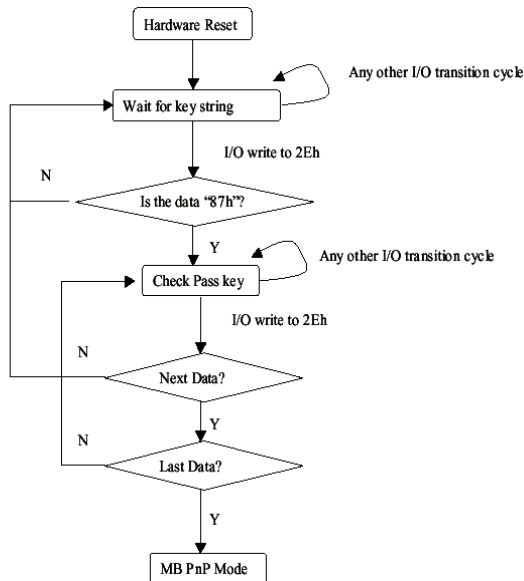 Hardware Reset
Any other I/O transition cycle
Wait for key string
I/O write to 2Eh
N
Is the data “87h”?
Y
Any other I/O transition cycle
Check Pass key
I/O write to 2Eh
N
Next Data?
Y
N
Last Data?
Y
MB PnP Mode